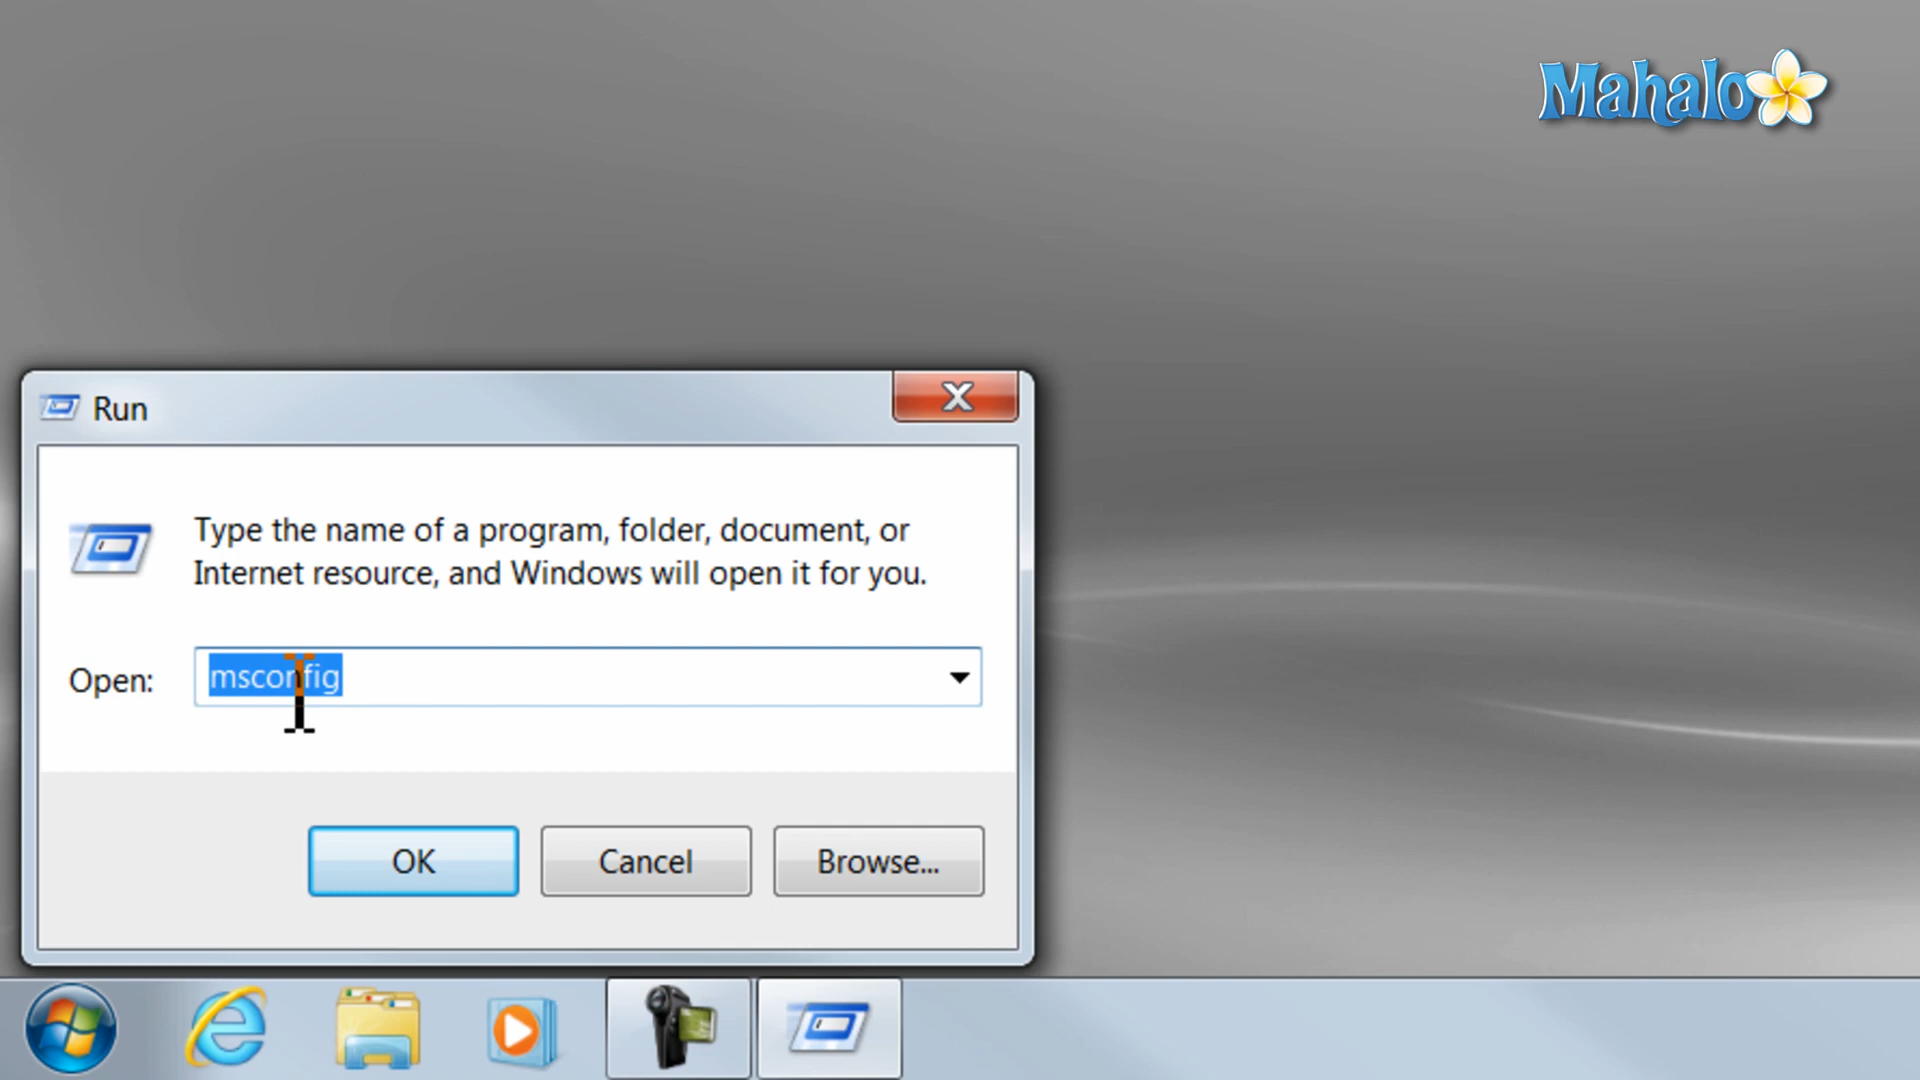 Mahalo
Run
Type the name of a program, folder, document, or
Internet resource, and Windows will open it for you.
Open: msconfig
OK Cancel Browse...